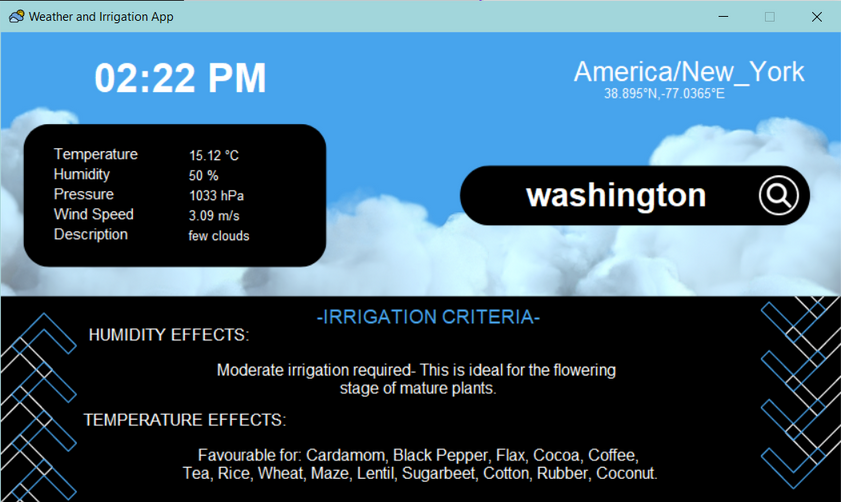 Weather and Irrigation App
02:22 PM
America/New_York
38.895°N,-77.0365°E
Temperature 15.12 °C
Humidity 50 %
Pressure 1033 hPa
Wind Speed 3.09 m/s
Description few clouds
washington
-IRRIGATION CRITERIA-
HUMIDITY EFFECTS:
Moderate irrigation required- This is ideal for the flowering
stage of mature plants.
TEMPERATURE EFFECTS:
Favourable for: Cardamom, Black Pepper, Flax, Cocoa, Coffee,
Tea, Rice, Wheat, Maze, Lentil, Sugarbeet, Cotton, Rubber, Coconut.